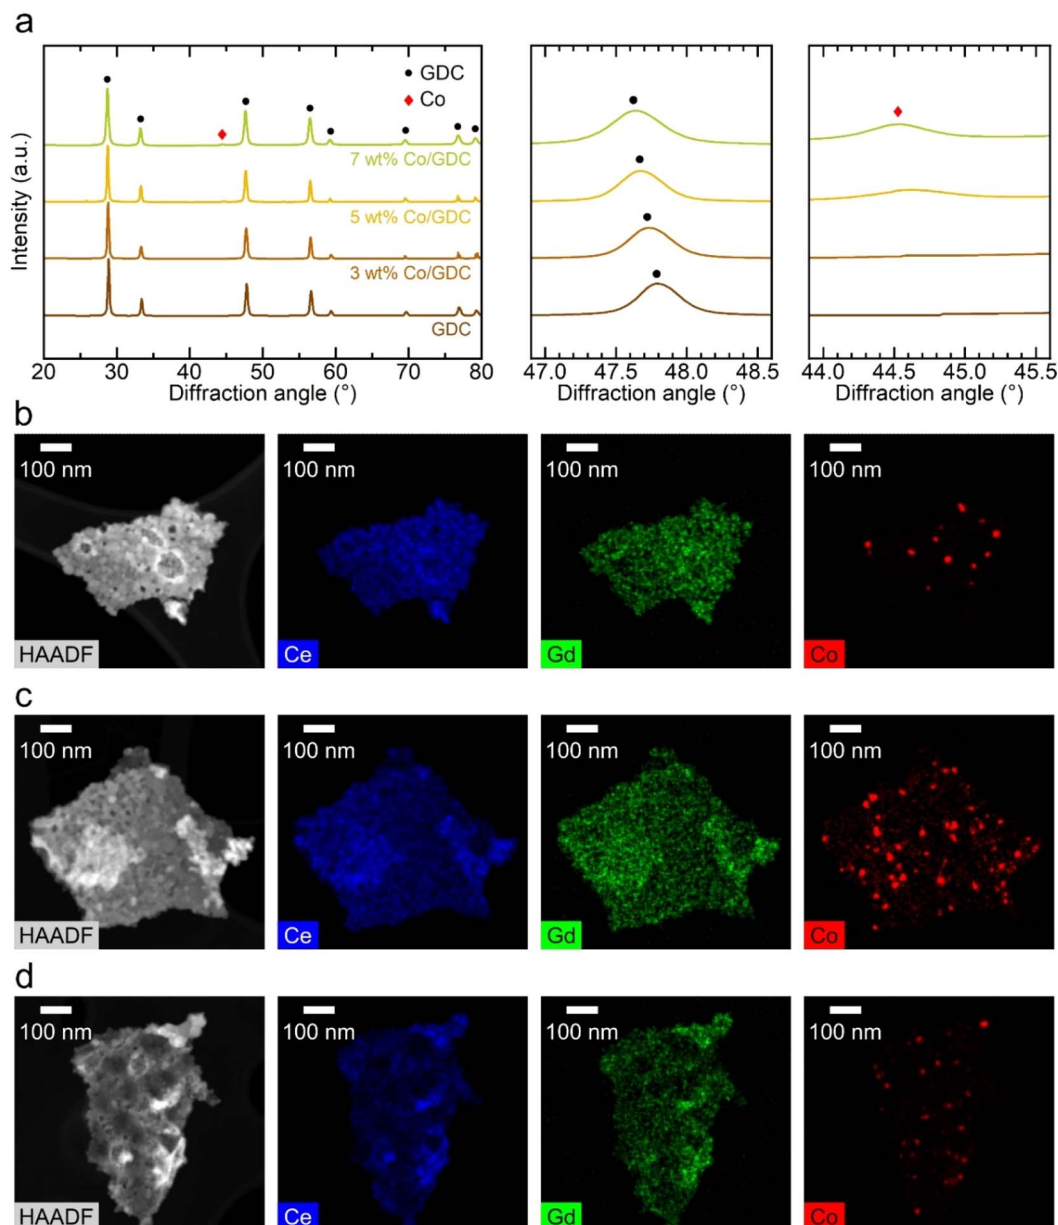 a
GDC
Co
7 wt% Co/GDC
5 wt% Co/GDC
3 wt% Co/GDC
GDC
Intensity (a.u.)
20 30 40 50 60 70 80
47.0 47.5 48.0 48.5
44.0 44.5 45.0 45.5
Diffraction angle (°)
Diffraction angle (°)
Diffraction angle (°)
b
100 nm
100 nm
100 nm
100 nm
HAADF
Ce
Gd
Co
c
100 nm
100 nm
100 nm
100 nm
HAADF
Ce
Gd
Co
d
100 nm
100 nm
100 nm
100 nm
HAADF
Ce
Gd
Co